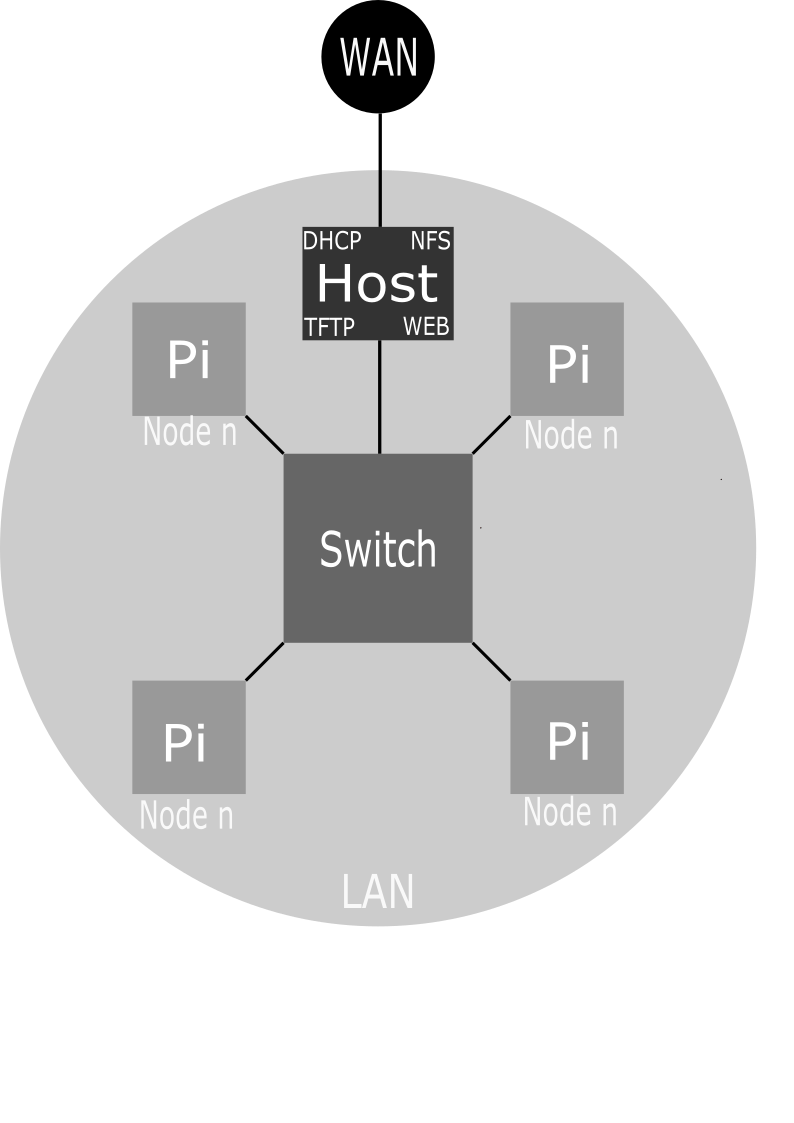 WAN
DHCP NFS
Host
TFTP WEB
Pi
Node n
Pi
Node n
Switch
Pi
Node n
Pi
Node n
LAN